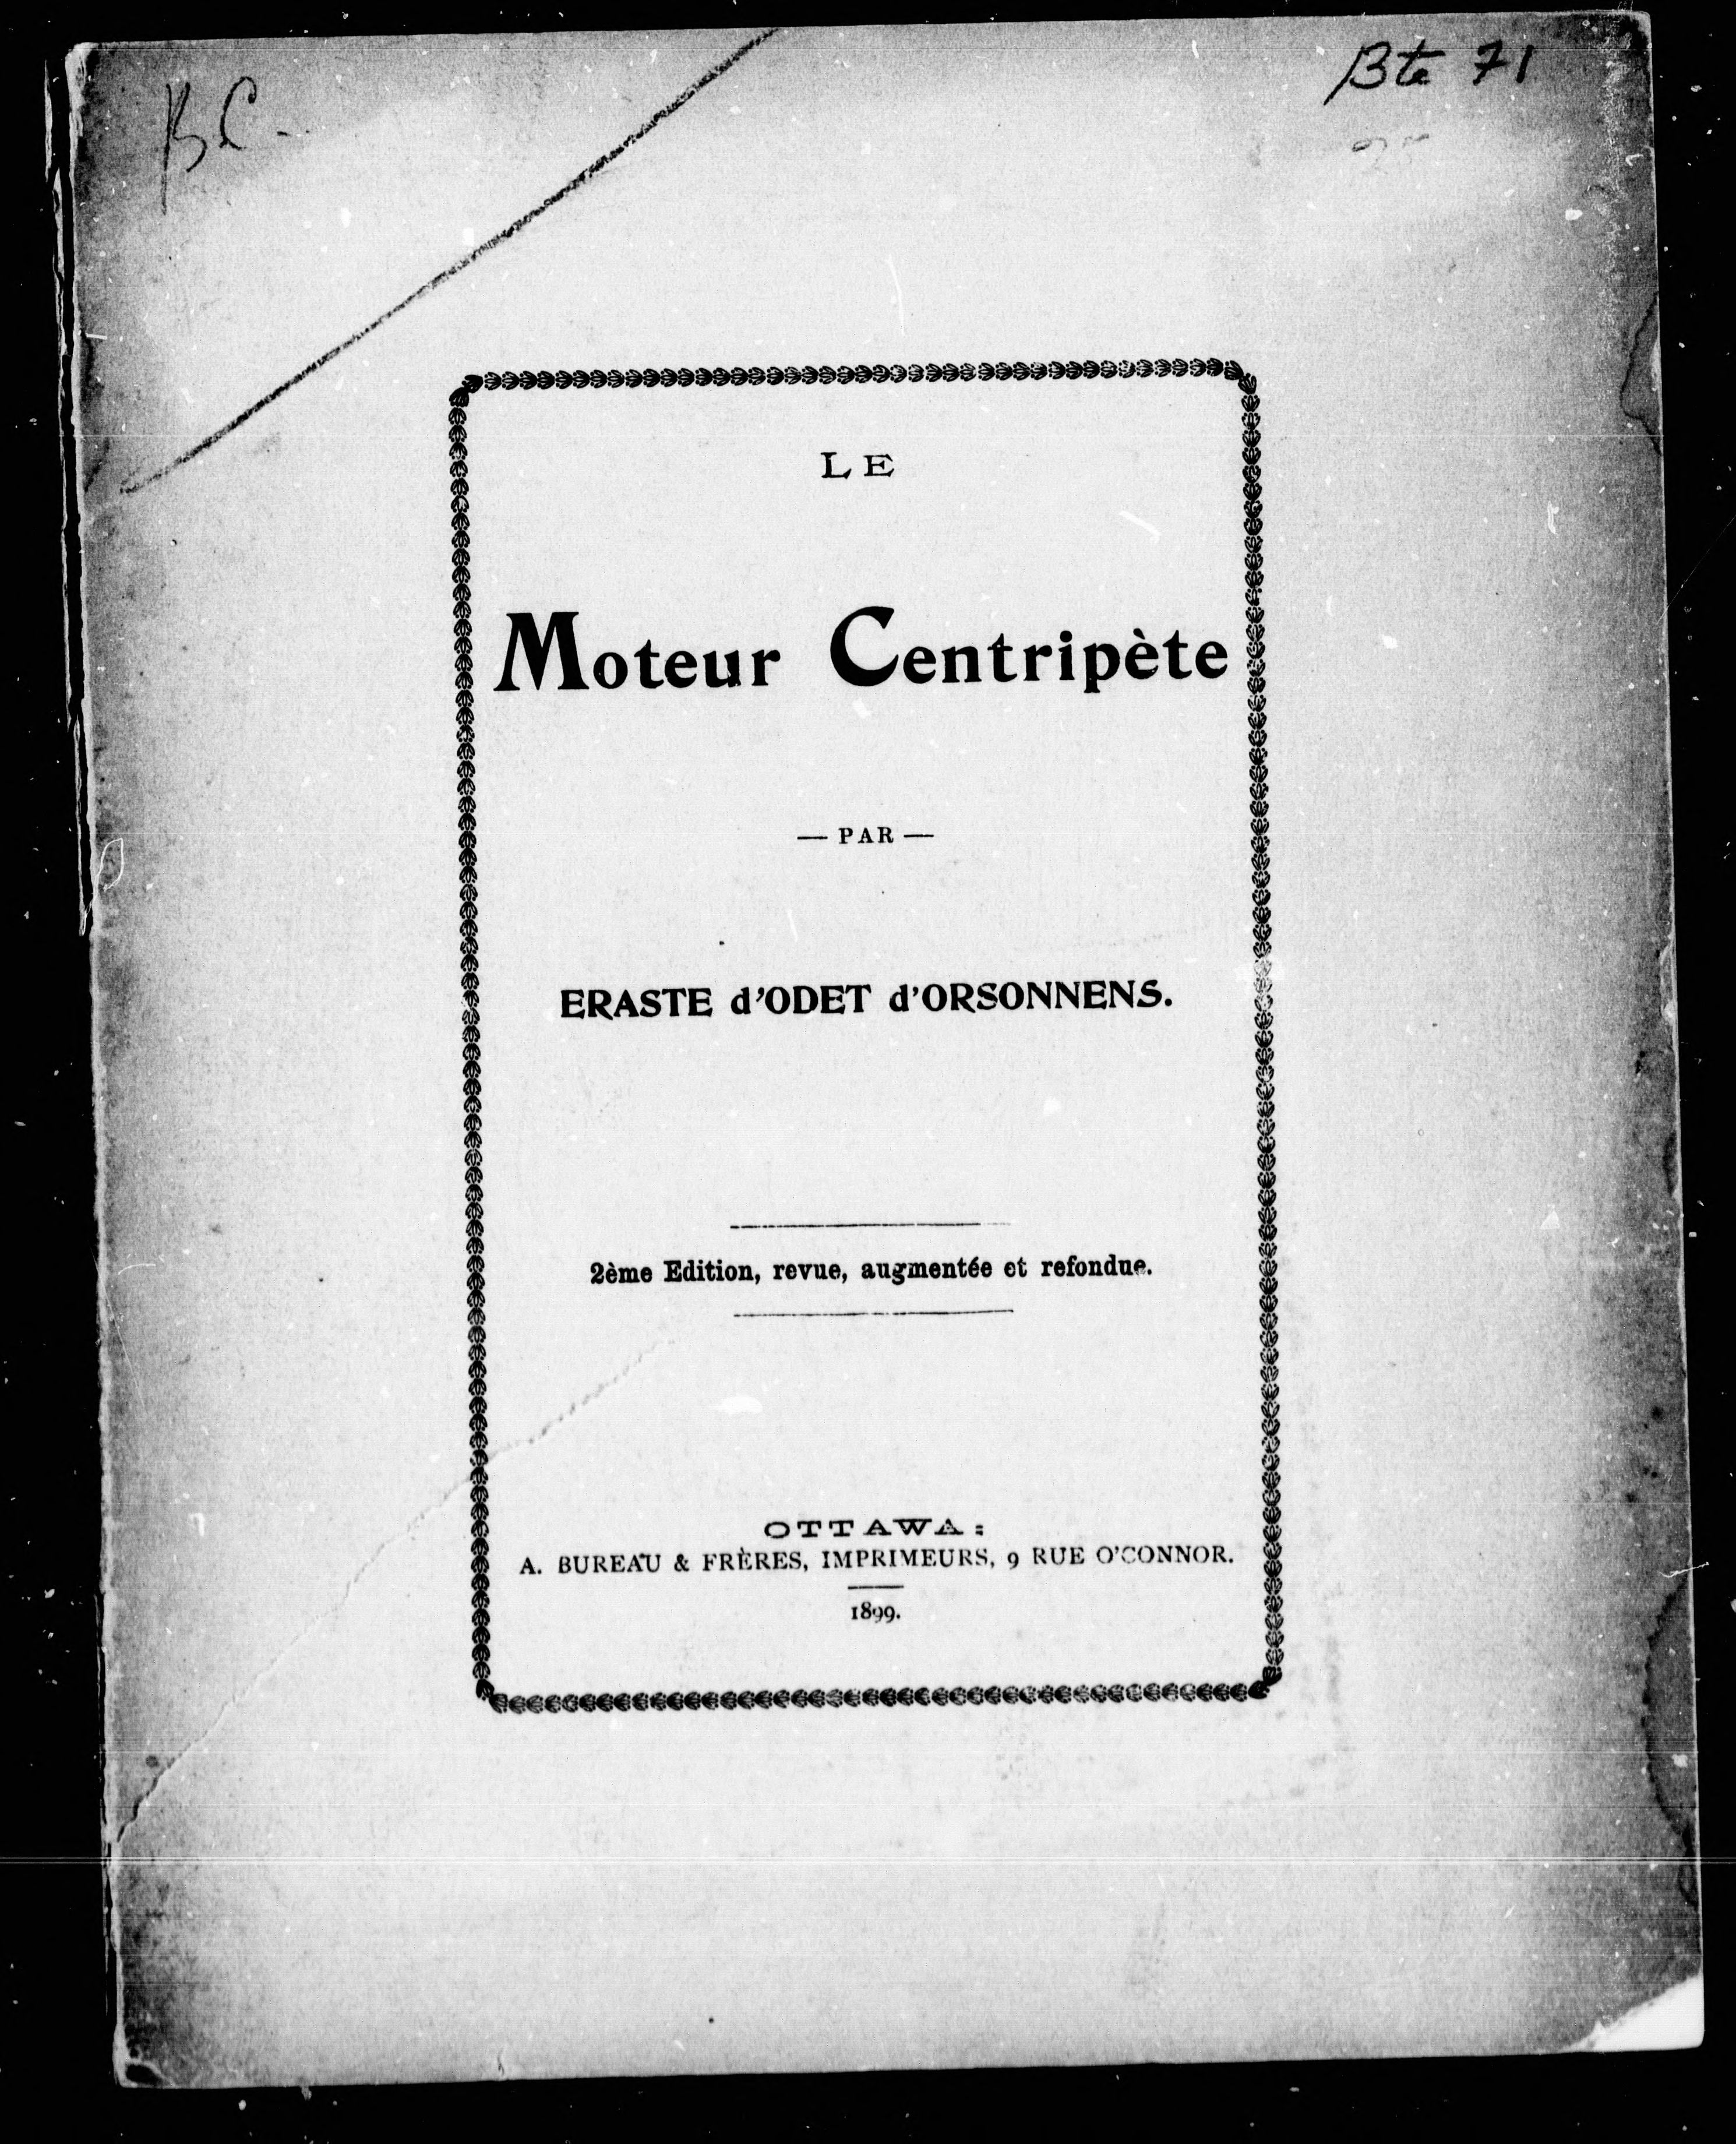 B C -
Bte 71
LE
Moteur Centripète
— PAR —
ERASTE d'ODET d'ORSONNENS.
2ème Edition, revue, augmentée et refondue.
OTTAWA:
A. BUREAU & FRÈRES, IMPRIMEURS, 9 RUE O'CONNOR.
1899.